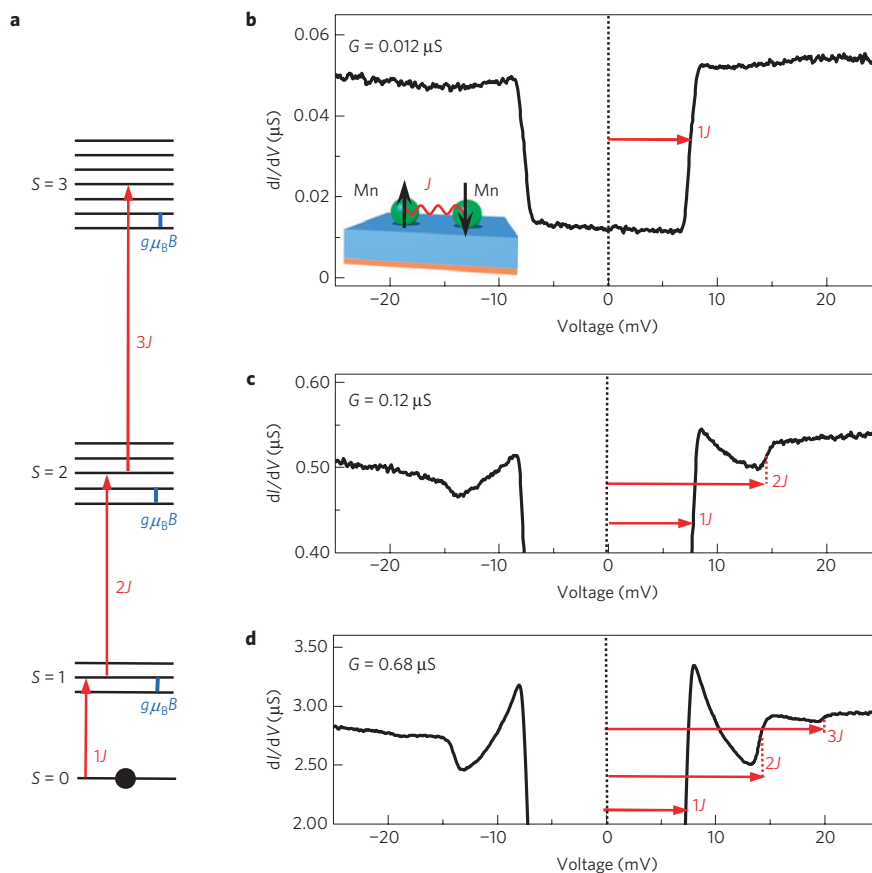 a
S = 3
gμBB
3J
S = 2
gμBB
2J
S = 1
gμBB
1J
S = 0
b
G = 0.012 μS
0.06
0.04
0.02
0
dI/dV (μS)
1J
Mn
J
Mn
−20
−10
0
10
20
Voltage (mV)
c
G = 0.12 μS
0.60
0.50
0.40
dI/dV (μS)
2J
1J
−20
−10
0
10
20
Voltage (mV)
d
G = 0.68 μS
3.50
3.00
2.50
2.00
dI/dV (μS)
3J
2J
1J
−20
−10
0
10
20
Voltage (mV)